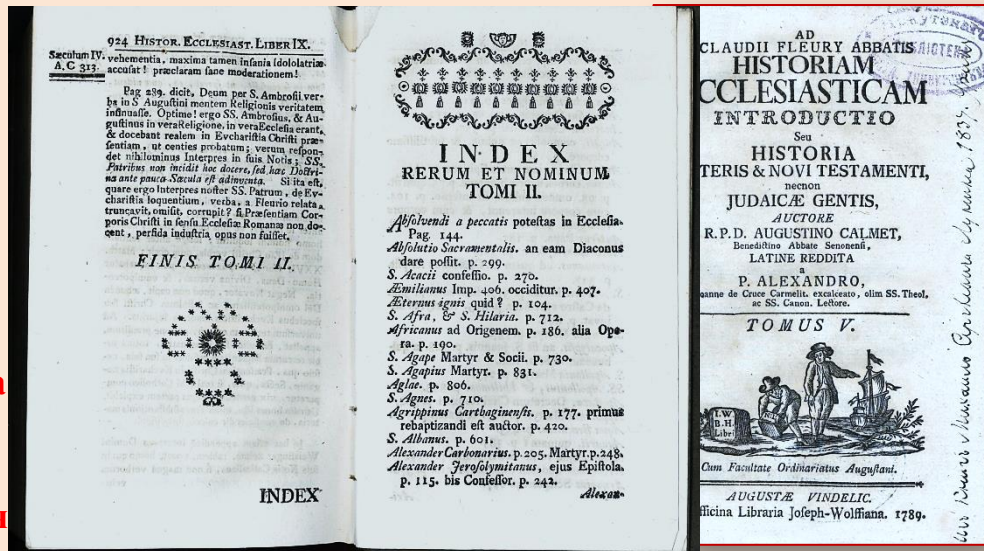 924 HISTOR. ECCLESIAST. LIBER IX.
Sæculum IV.
A. C 313.
vehementia, maxima tamen insania idololatriæ
accusat! præclaram sane moderationem!
Pag 289. dicit, Deum per S. Ambrosii ver-
ba in S Augustini mentem Religionis veritatem
insinuasse. Optime! ergo SS. Ambrosius, & Au-
gustinus in vera Religione, in vera Ecclesia erant,
& docebant realem in Evcharistia Christi præ-
sentiam, ut centies probatum; verum respon-
det nihilominus Interpres in suis Notis; SS.
Patribus non incidit hoc docere, sed hæc Doctri-
na ante pauca Sæcula est adinventa. Si ita est,
quare ergo Interpres noster SS. Patrum, de Ev-
charistia loquentium, verba, a Fleurio relata,
truncavit, omisit, corrupit? si Præsentiam Cor-
poris Christi in sensu Ecclesiæ Romanæ non do-
cent, perfida industria opus non fuisset.
FINIS TOMI II.
INDEX
INDEX
RERUM ET NOMINUM
TOMI II.
Absolvendi a peccatis potestas in Ecclesia.
Pag. 144.
Absolutio Sacramentalis. an eam Diaconus
dare possit. p. 299.
S. Acacii confessio. p. 270.
Æmilianus Imp. 406. occiditur. p. 407.
Æternus ignis quid? p. 104.
S. Afra, & S. Hilaria. p. 712.
Africanus ad Origenem. p. 186. alia Ope-
ra. p. 190.
S. Agape Martyr & Socii. p. 730.
S. Agapius Martyr. p. 831.
Aglae. p. 806.
S. Agnes. p. 710.
Agrippinus Carthaginensis. p. 177. primus
rebaptizandi est auctor. p. 420.
S. Albanus. p. 601.
Alexander Carbonarius. p. 205. Martyr. p. 248.
Alexander Jerosolymitanus, ejus Epistola.
p. 115. bis Confessor. p. 242.
Alexan-
AD
CLAUDII FLEURY ABBATIS
HISTORIAM
ECCLESIASTICAM
INTRODUCTIO
Seu
HISTORIA
TERIS & NOVI TESTAMENTI,
necnon
JUDAICÆ GENTIS,
AUCTORE
R. P. D. AUGUSTINO CALMET,
Benedictino Abbate Senonensi,
LATINE REDDITA
a
P. ALEXANDRO,
oanne de Cruce Carmelit. excalceato, olim SS. Theol.
ac SS. Canon. Lectore.
TOMUS V.
I. W
B. H.
Libri
Cum Facultate Ordinariatus Augustani.
AUGUSTÆ VINDELIC.
fficina Libraria Joseph-Wolffiana. 1789.
1837